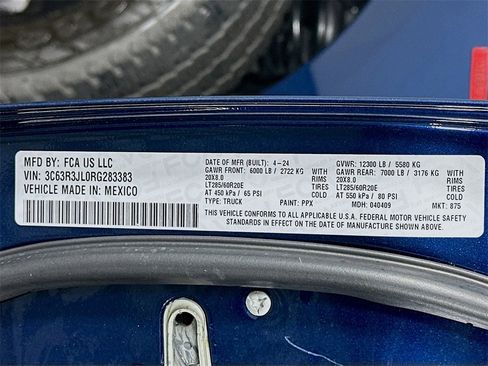 MFD BY: FCA US LLC
VIN: 3C63R3JL0RG283383
VEHICLE MADE IN: MEXICO
DATE OF MFR (BUILT): 4-24 GVWR: 12300 LB / 5580 KG
GAWR FRONT: 6000 LB / 2722 KG WITH TIRES GAWR REAR: 7000 LB / 3176 KG WITH TIRES
20X8.0 RIMS 20X8.0 RIMS
LT285/60R20E LT285/60R20E
AT 450 kPa / 65 PSI COLD AT 550 kPa / 80 PSI COLD
TYPE: TRUCK PAINT: PPX MDH: 040409 MKT: 875
THIS VEHICLE CONFORMS TO ALL APPLICABLE U.S.A. FEDERAL MOTOR VEHICLE SAFETY
STANDARDS IN EFFECT ON THE DATE OF MANUFACTURE SHOWN ABOVE